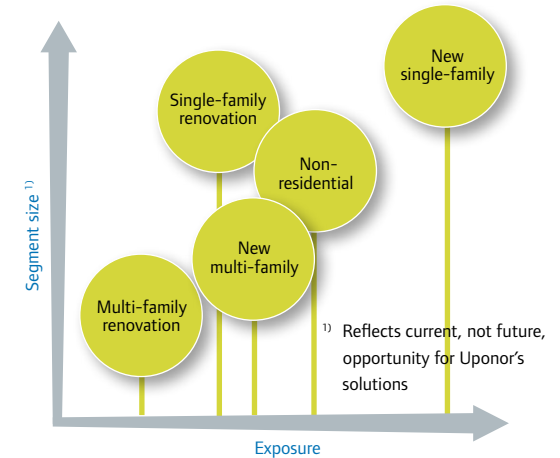 New
single-family
Single-family
renovation
Non-
residential
New
multi-family
Multi-family
renovation
Segment size ¹⁾
¹⁾ Reflects current, not future,
opportunity for Uponor's
solutions
Exposure